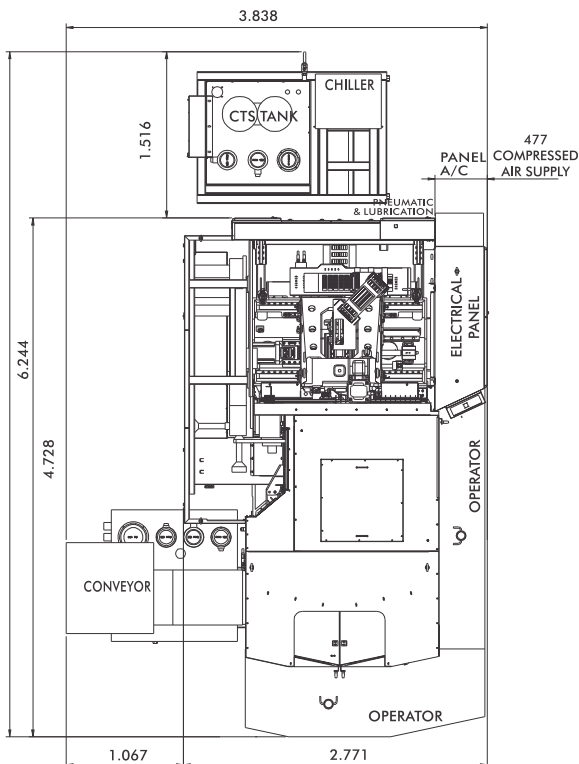 3.838
CHILLER
CTS TANK
1.516
477
PANEL
A/C
COMPRESSED
AIR SUPPLY
PNEUMATIC
& LUBRICATION
ELECTRICAL
PANEL
6.244
4.728
OPERATOR
CONVEYOR
OPERATOR
1.067
2.771